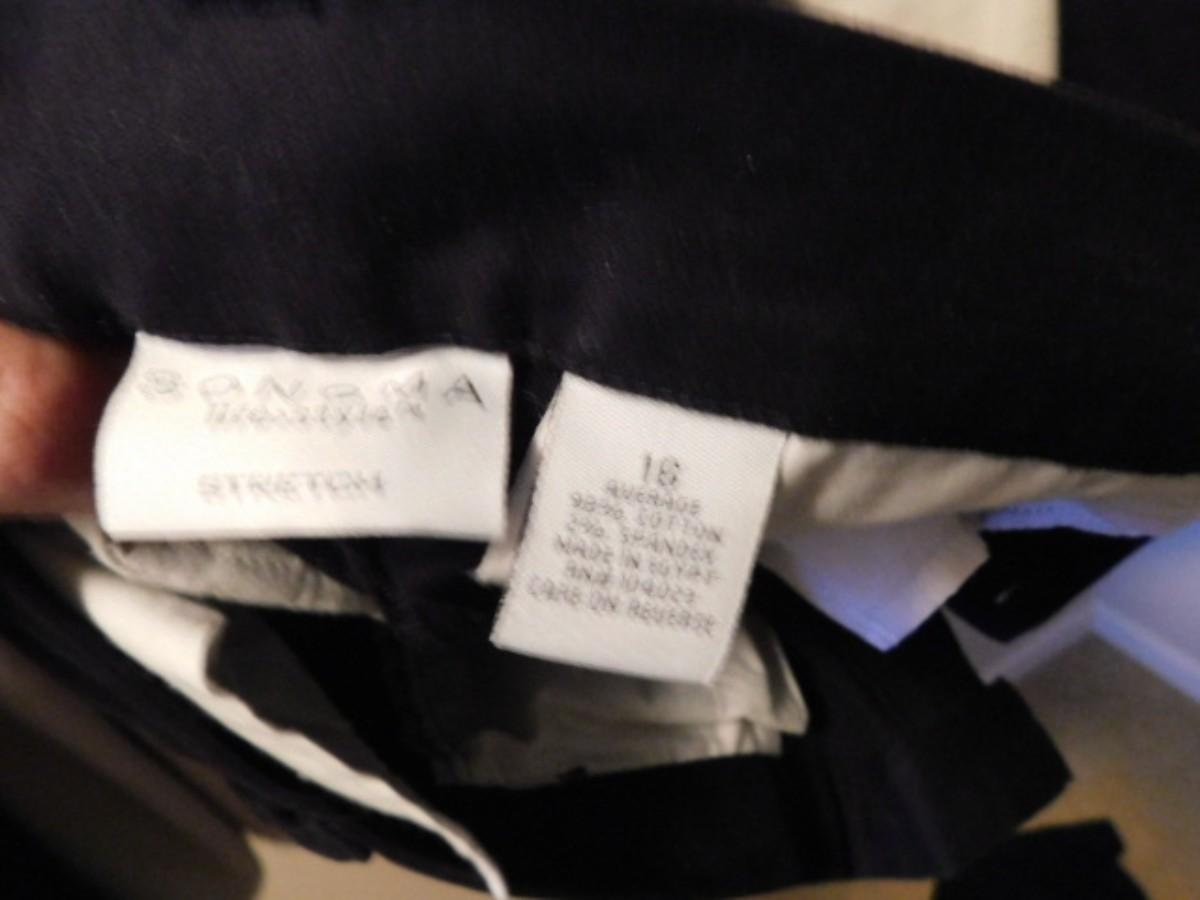 SONOMA
STRETCH
16
AVERAGE
98% COTTON
2% SPANDEX
MADE IN EGYPT
CARE ON REVERSE